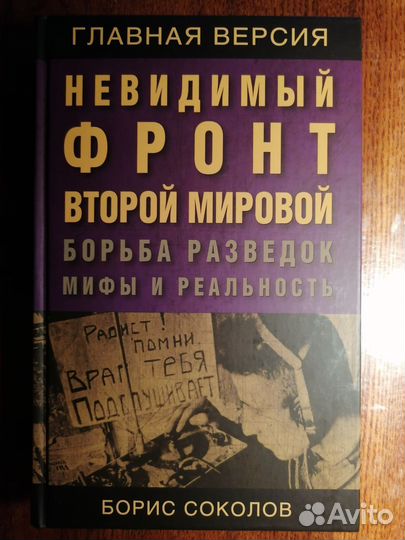 ГЛАВНАЯ ВЕРСИЯ
НЕВИДИМЫЙ
ФРОНТ
ВТОРОЙ МИРОВОЙ
БОРЬБА РАЗВЕДОК
МИФЫ И РЕАЛЬНОСТЬ
Радист!
помни,
Враг тебя
Подслушивает
БОРИС СОКОЛОВ
Avito